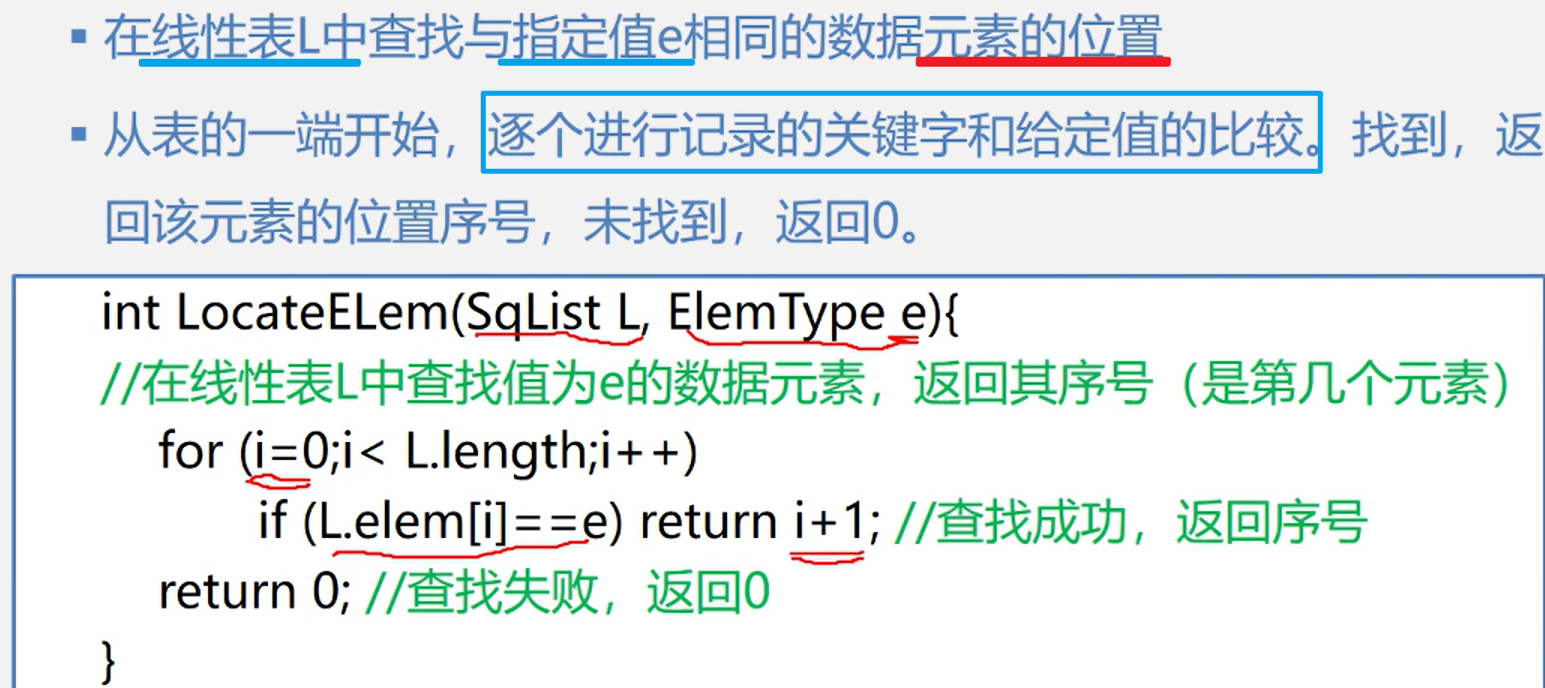 ▪ 在线性表L中查找与指定值e相同的数据元素的位置
▪ 从表的一端开始，逐个进行记录的关键字和给定值的比较。找到，返
回该元素的位置序号，未找到，返回0。
int LocateELem(SqList L, ElemType e){
//在线性表L中查找值为e的数据元素，返回其序号（是第几个元素）
for (i=0;i< L.length;i++)
if (L.elem[i]==e) return i+1; //查找成功，返回序号
return 0; //查找失败，返回0
}